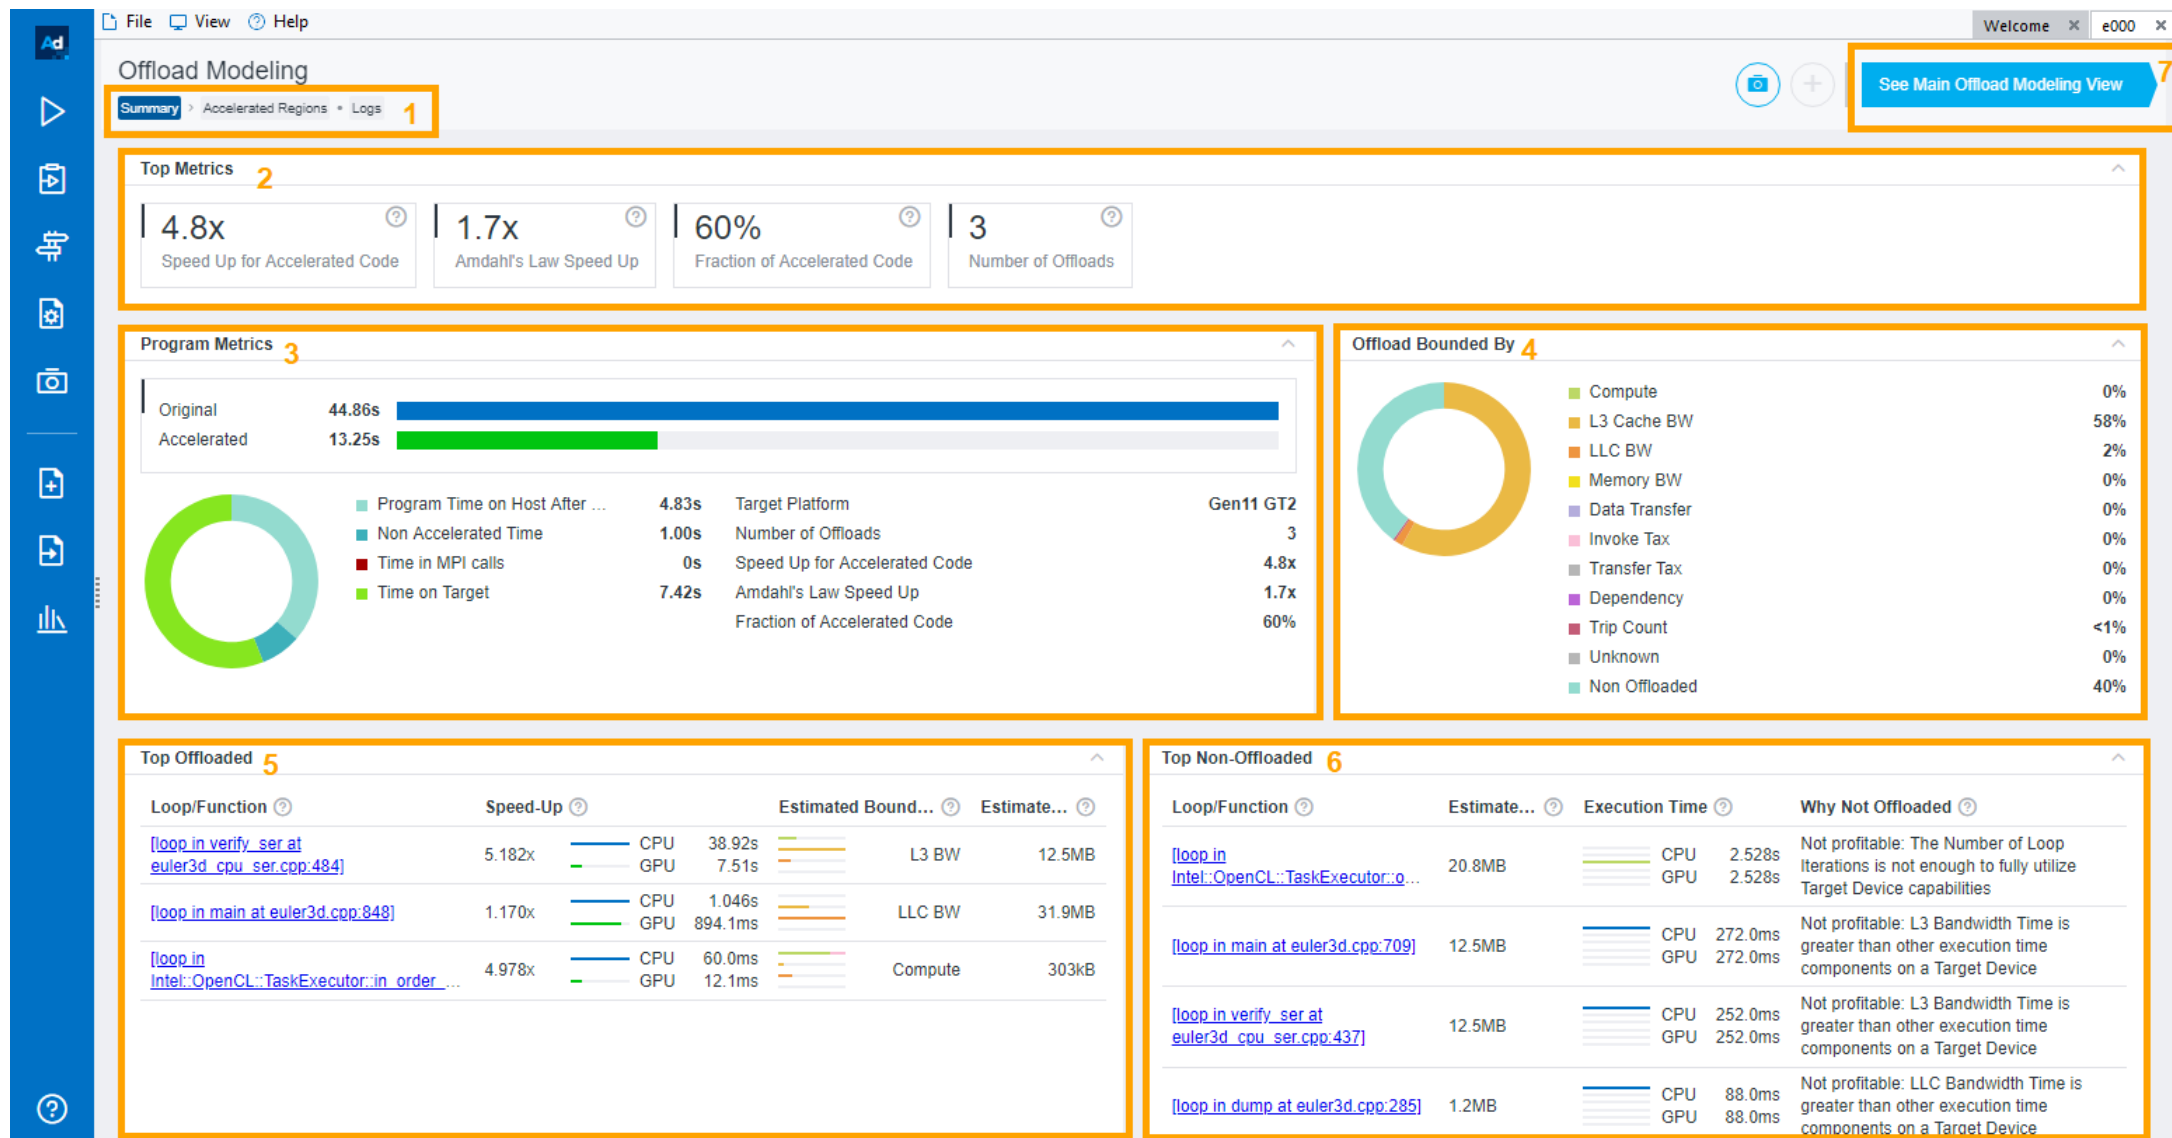 File View Help
Welcome × e000 ×
Ad
Offload Modeling
Summary > Accelerated Regions • Logs 1
See Main Offload Modeling View 7
Top Metrics 2
4.8x
Speed Up for Accelerated Code
1.7x
Amdahl's Law Speed Up
60%
Fraction of Accelerated Code
3
Number of Offloads
Program Metrics 3
Original 44.86s
Accelerated 13.25s
Program Time on Host After ... 4.83s
Non Accelerated Time 1.00s
Time in MPI calls 0s
Time on Target 7.42s
Target Platform Gen11 GT2
Number of Offloads 3
Speed Up for Accelerated Code 4.8x
Amdahl's Law Speed Up 1.7x
Fraction of Accelerated Code 60%
Offload Bounded By 4
Compute 0%
L3 Cache BW 58%
LLC BW 2%
Memory BW 0%
Data Transfer 0%
Invoke Tax 0%
Transfer Tax 0%
Dependency 0%
Trip Count <1%
Unknown 0%
Non Offloaded 40%
Top Offloaded 5
Loop/Function Speed-Up Estimated Bound... Estimate...
[loop in verify_ser at
euler3d_cpu_ser.cpp:484]
5.182x
CPU 38.92s
GPU 7.51s
L3 BW 12.5MB
[loop in main at euler3d.cpp:848]
1.170x
CPU 1.046s
GPU 894.1ms
LLC BW 31.9MB
[loop in
Intel::OpenCL::TaskExecutor::in_order_...
4.978x
CPU 60.0ms
GPU 12.1ms
Compute 303kB
Top Non-Offloaded 6
Loop/Function Estimate... Execution Time Why Not Offloaded
[loop in
Intel::OpenCL::TaskExecutor::o...
20.8MB
CPU 2.528s
GPU 2.528s
Not profitable: The Number of Loop
Iterations is not enough to fully utilize
Target Device capabilities
[loop in main at euler3d.cpp:709]
12.5MB
CPU 272.0ms
GPU 272.0ms
Not profitable: L3 Bandwidth Time is
greater than other execution time
components on a Target Device
[loop in verify_ser at
euler3d_cpu_ser.cpp:437]
12.5MB
CPU 252.0ms
GPU 252.0ms
Not profitable: L3 Bandwidth Time is
greater than other execution time
components on a Target Device
[loop in dump at euler3d.cpp:285]
1.2MB
CPU 88.0ms
GPU 88.0ms
Not profitable: LLC Bandwidth Time is
greater than other execution time
components on a Target Device